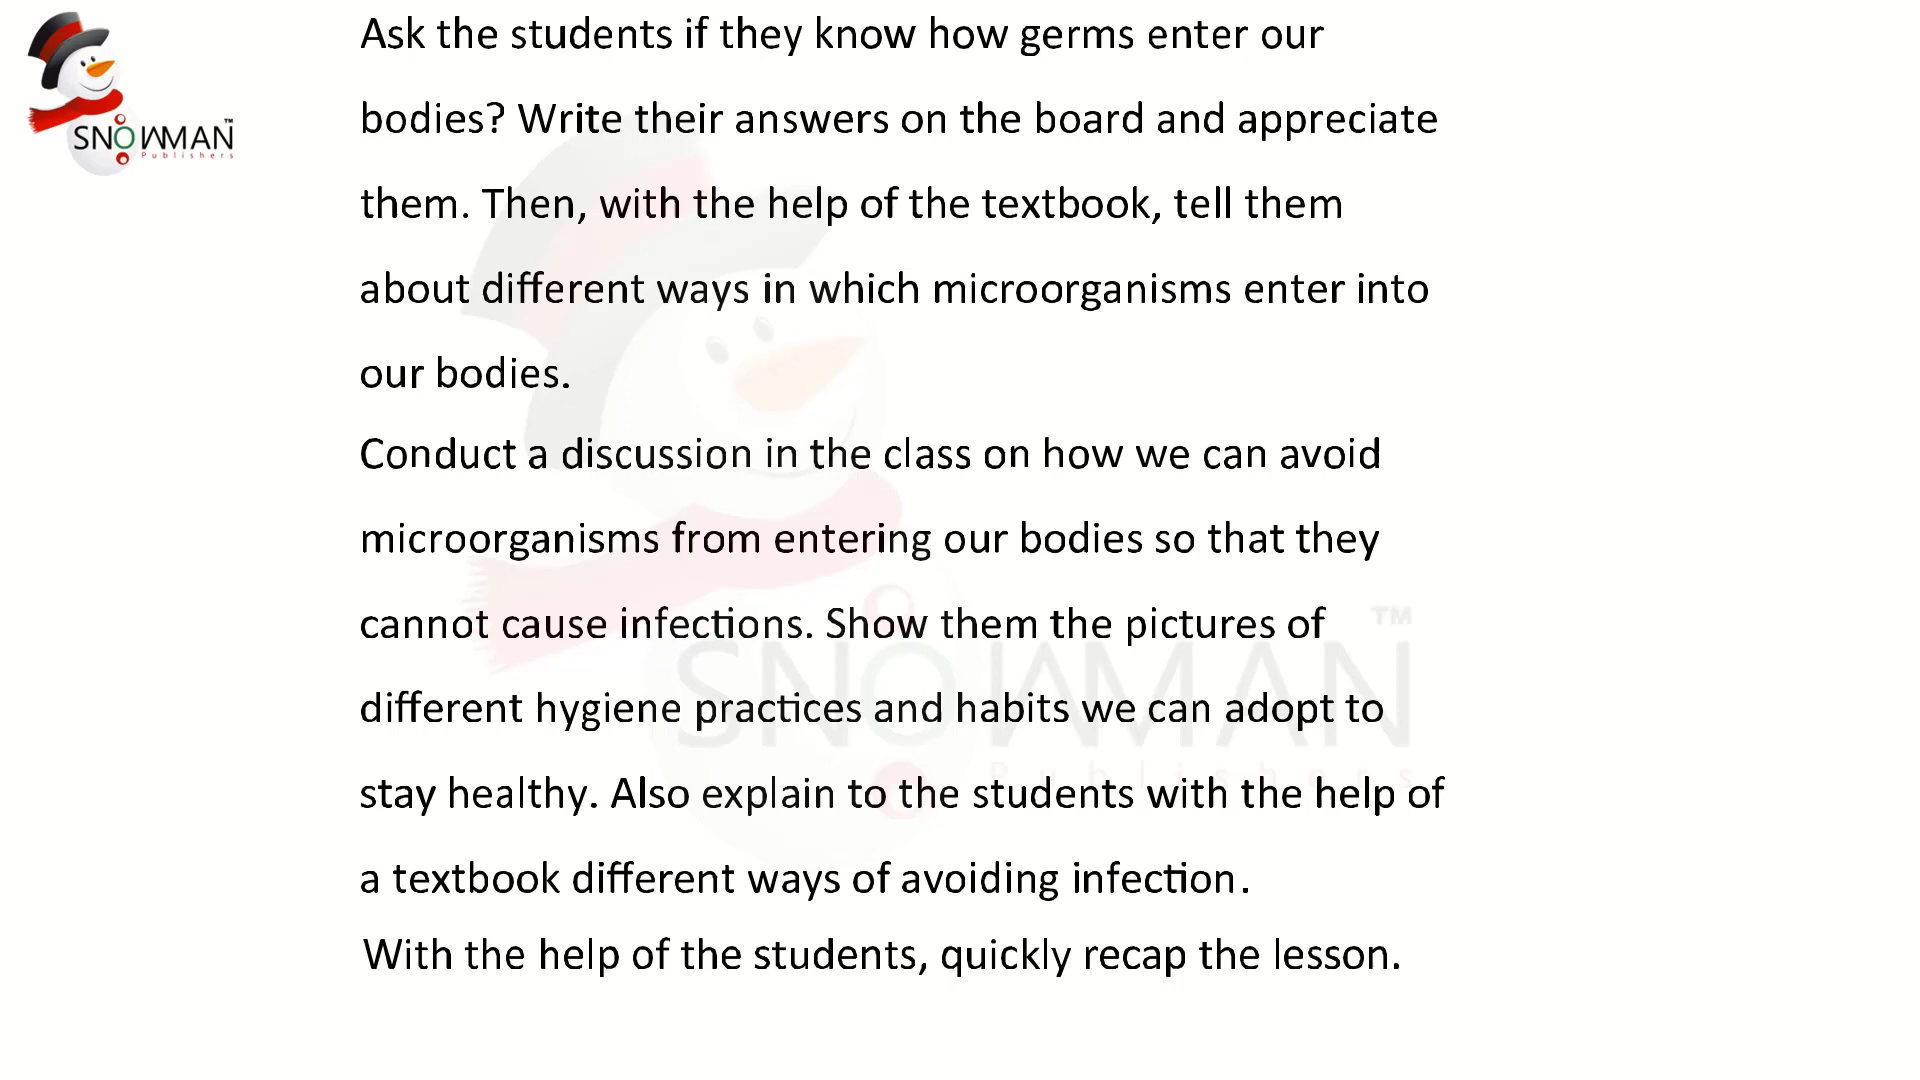 SNOWMAN™
Publishers
Ask the students if they know how germs enter our
bodies? Write their answers on the board and appreciate
them. Then, with the help of the textbook, tell them
about different ways in which microorganisms enter into
our bodies.
Conduct a discussion in the class on how we can avoid
microorganisms from entering our bodies so that they
cannot cause infections. Show them the pictures of
different hygiene practices and habits we can adopt to
stay healthy. Also explain to the students with the help of
a textbook different ways of avoiding infection.
With the help of the students, quickly recap the lesson.
SNOWMAN™
Publishers